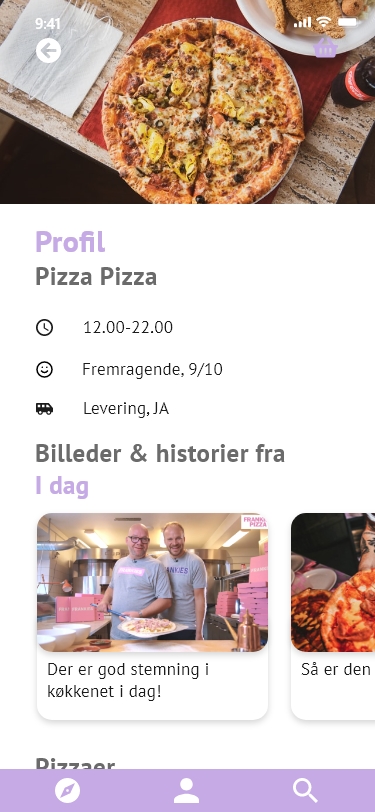 9:41
Profil
Pizza Pizza
12.00-22.00
Fremragende, 9/10
Levering, JA
Billeder & historier fra
I dag
FRANKIES
PIZZA
Der er god stemning i
køkkenet i dag!
Så er den
Pizzaer